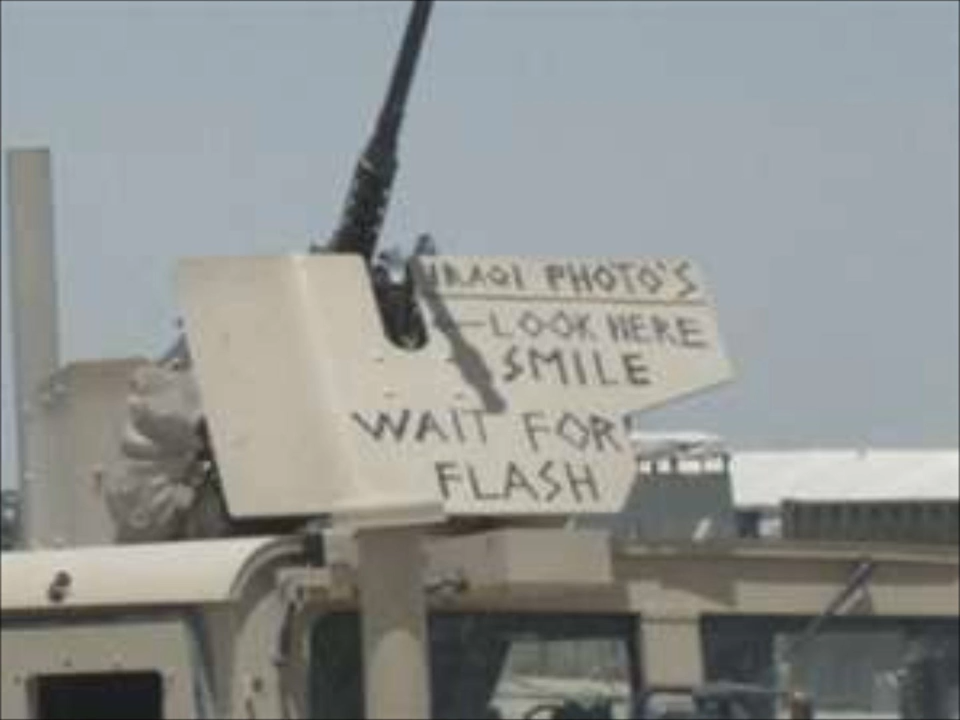 IRAQI PHOTO'S
-LOOK HERE
SMILE
WAIT FOR
FLASH